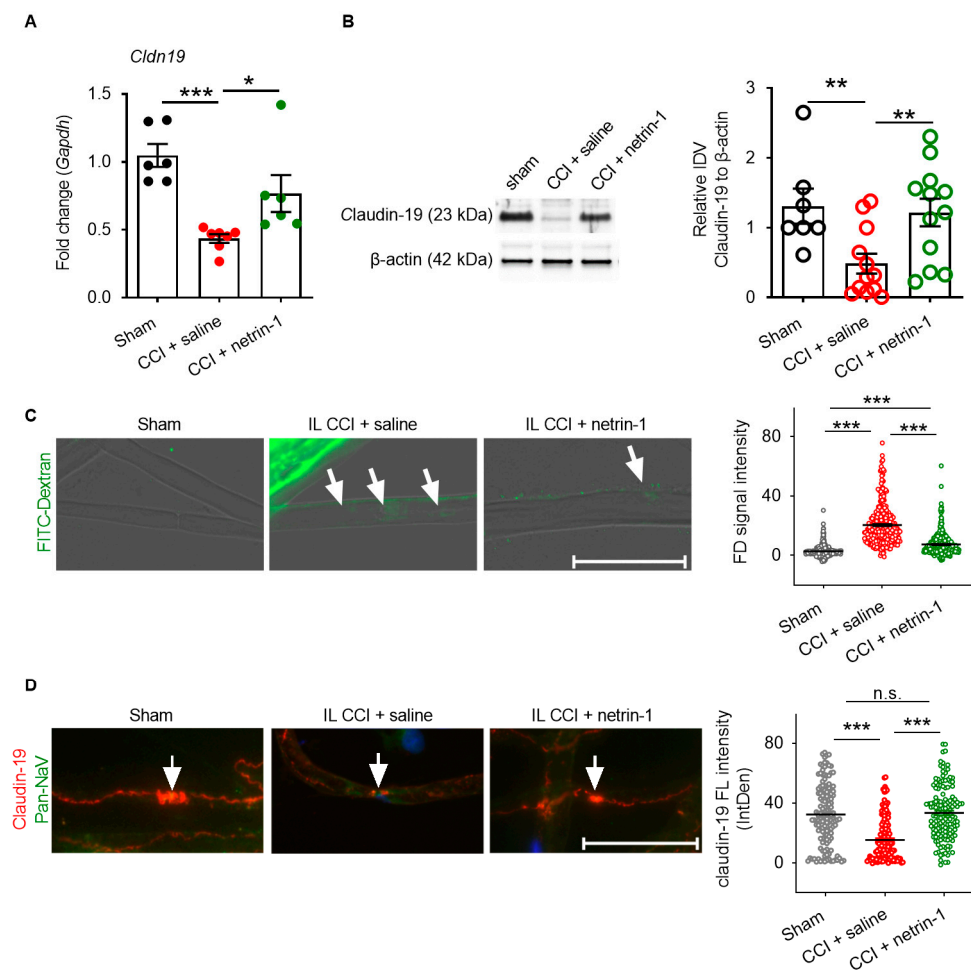 A
Cldn19
Fold change (Gapdh)
1.5
1.0
0.5
0.0
***
*
Sham
CCI + saline
CCI + netrin-1
B
sham
CCI + saline
CCI + netrin-1
Claudin-19 (23 kDa)
β-actin (42 kDa)
Relative IDV
Claudin-19 to β-actin
3
2
1
0
**
**
Sham
CCI + saline
CCI + netrin-1
C
Sham
IL CCI + saline
IL CCI + netrin-1
FITC-Dextran
FD signal intensity
80
40
0
***
***
***
Sham
CCI + saline
CCI + netrin-1
D
Sham
IL CCI + saline
IL CCI + netrin-1
Claudin-19
Pan-NaV
claudin-19 FL intensity
(IntDen)
80
40
0
n.s.
***
***
Sham
CCI + saline
CCI + netrin-1